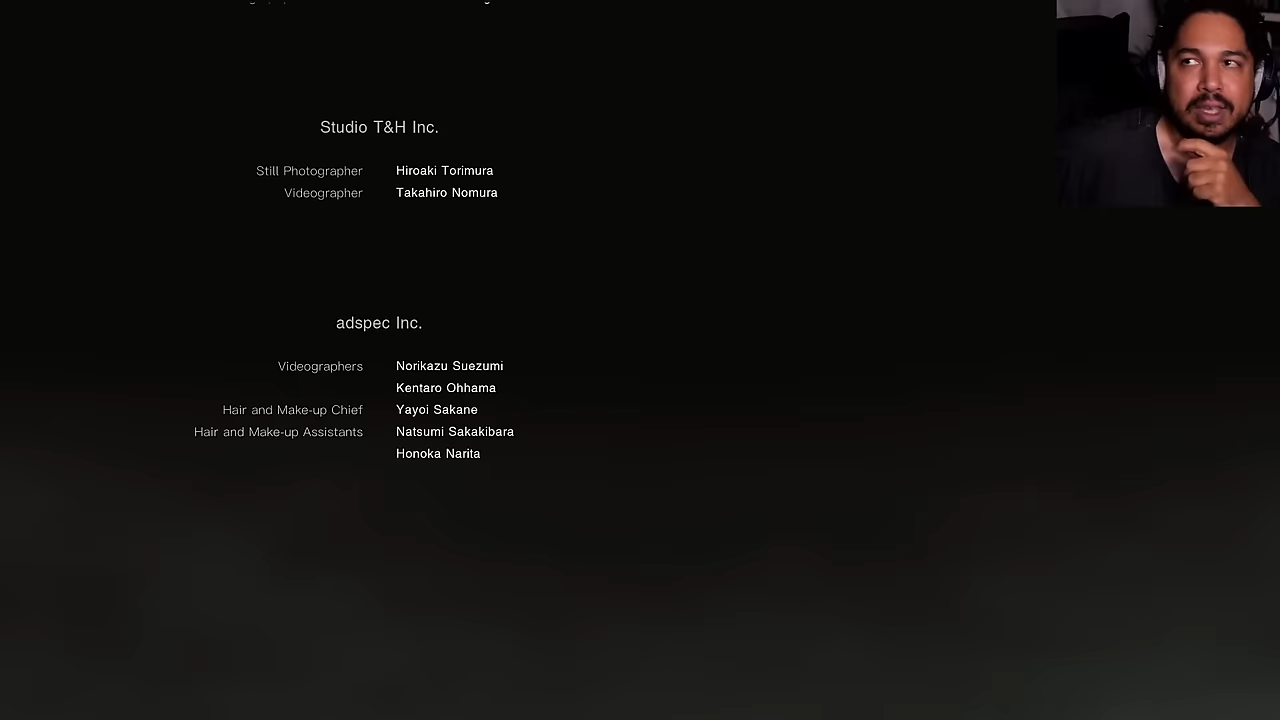 Studio T&H Inc.
Still Photographer Hiroaki Torimura
Videographer Takahiro Nomura
adspec Inc.
Videographers Norikazu Suezumi
Kentaro Ohhama
Hair and Make-up Chief Yayoi Sakane
Hair and Make-up Assistants Natsumi Sakakibara
Honoka Narita